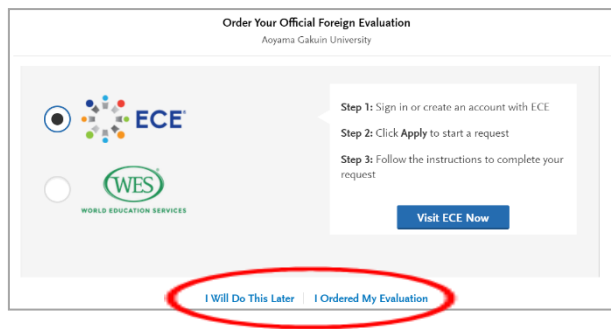 Order Your Official Foreign Evaluation
Aoyama Gakuin University
ECE
Step 1: Sign in or create an account with ECE
Step 2: Click Apply to start a request
Step 3: Follow the instructions to complete your
request
WES
WORLD EDUCATION SERVICES
Visit ECE Now
I Will Do This Later
I Ordered My Evaluation